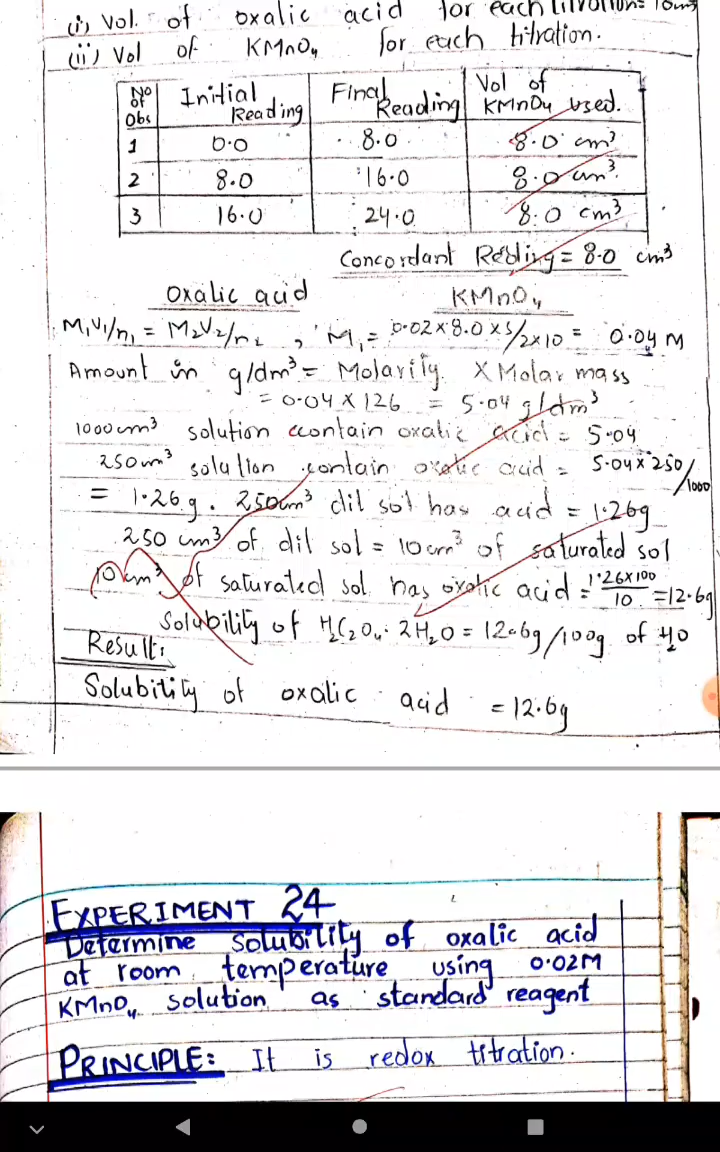 (i) Vol. of oxalic acid for each titration = 10cm3
(ii) Vol of KMnO4 for each titration.
No of Obs | Initial Reading | Final Reading | Vol of KMnO4 used.
1 | 0.0 | 8.0 | 8.0 cm³
2 | 8.0 | 16.0 | 8.0 cm³
3 | 16.0 | 24.0 | 8.0 cm³
Concordant Reading = 8.0 cm³
Oxalic acid KMnO4
M₁V₁/n₁ = M₂V₂/n₂ , M₁ = 0.02 x 8.0 x 5/2x10 = 0.04 M
Amount in g/dm³ = Molarity X Molar mass
= 0.04 X 126 = 5.04 g/dm³
1000cm³ solution contain oxalic acid = 5.04
250cm³ solution contain oxalic acid = 5.04 x 250/1000
= 1.26g. 250cm³ dil sol has acid = 1.26g
250 cm³ of dil sol = 10cm³ of saturated sol
10cm³ of saturated sol has oxalic acid = 1.26x100/10 = 12.6g
Solubility of H₂C₂O₄. 2H₂O = 12.6g/100g of H₂O
Result:
Solubility of oxalic acid = 12.6g
EXPERIMENT 24
Determine Solubility of oxalic acid
at room temperature using 0.02M
KMnO4 solution as standard reagent
PRINCIPLE: It is redox titration.